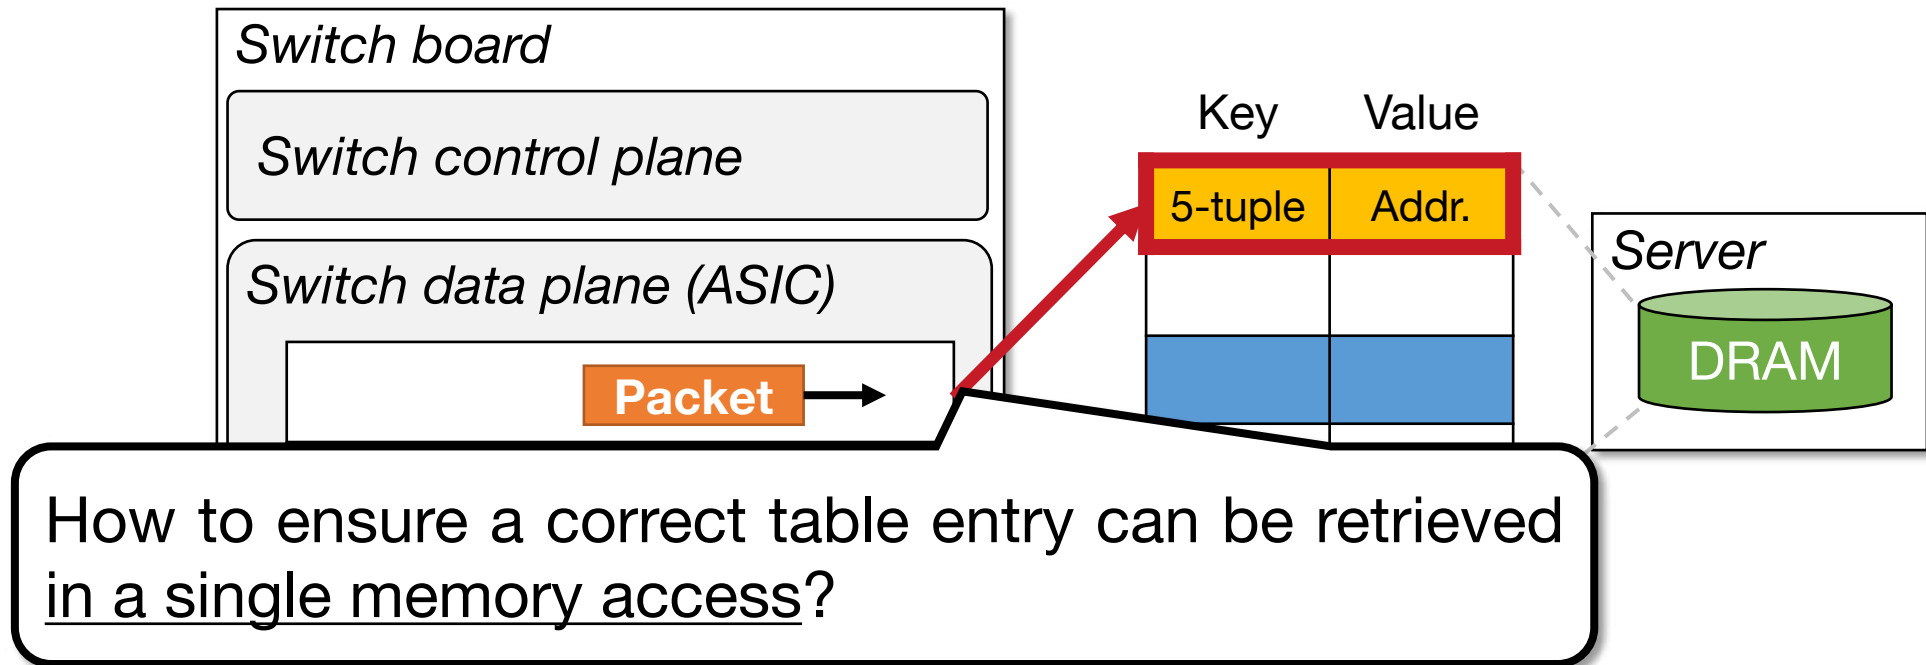 Switch board
Switch control plane
Switch data plane (ASIC)
Packet
Key Value
5-tuple Addr.
Server
DRAM
How to ensure a correct table entry can be retrieved
in a single memory access?